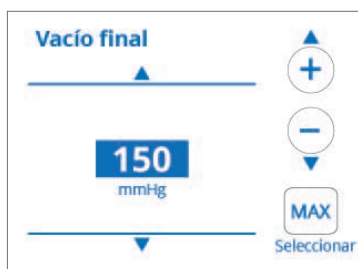 Vacío final
+
150
mmHg
−
MAX
Seleccionar